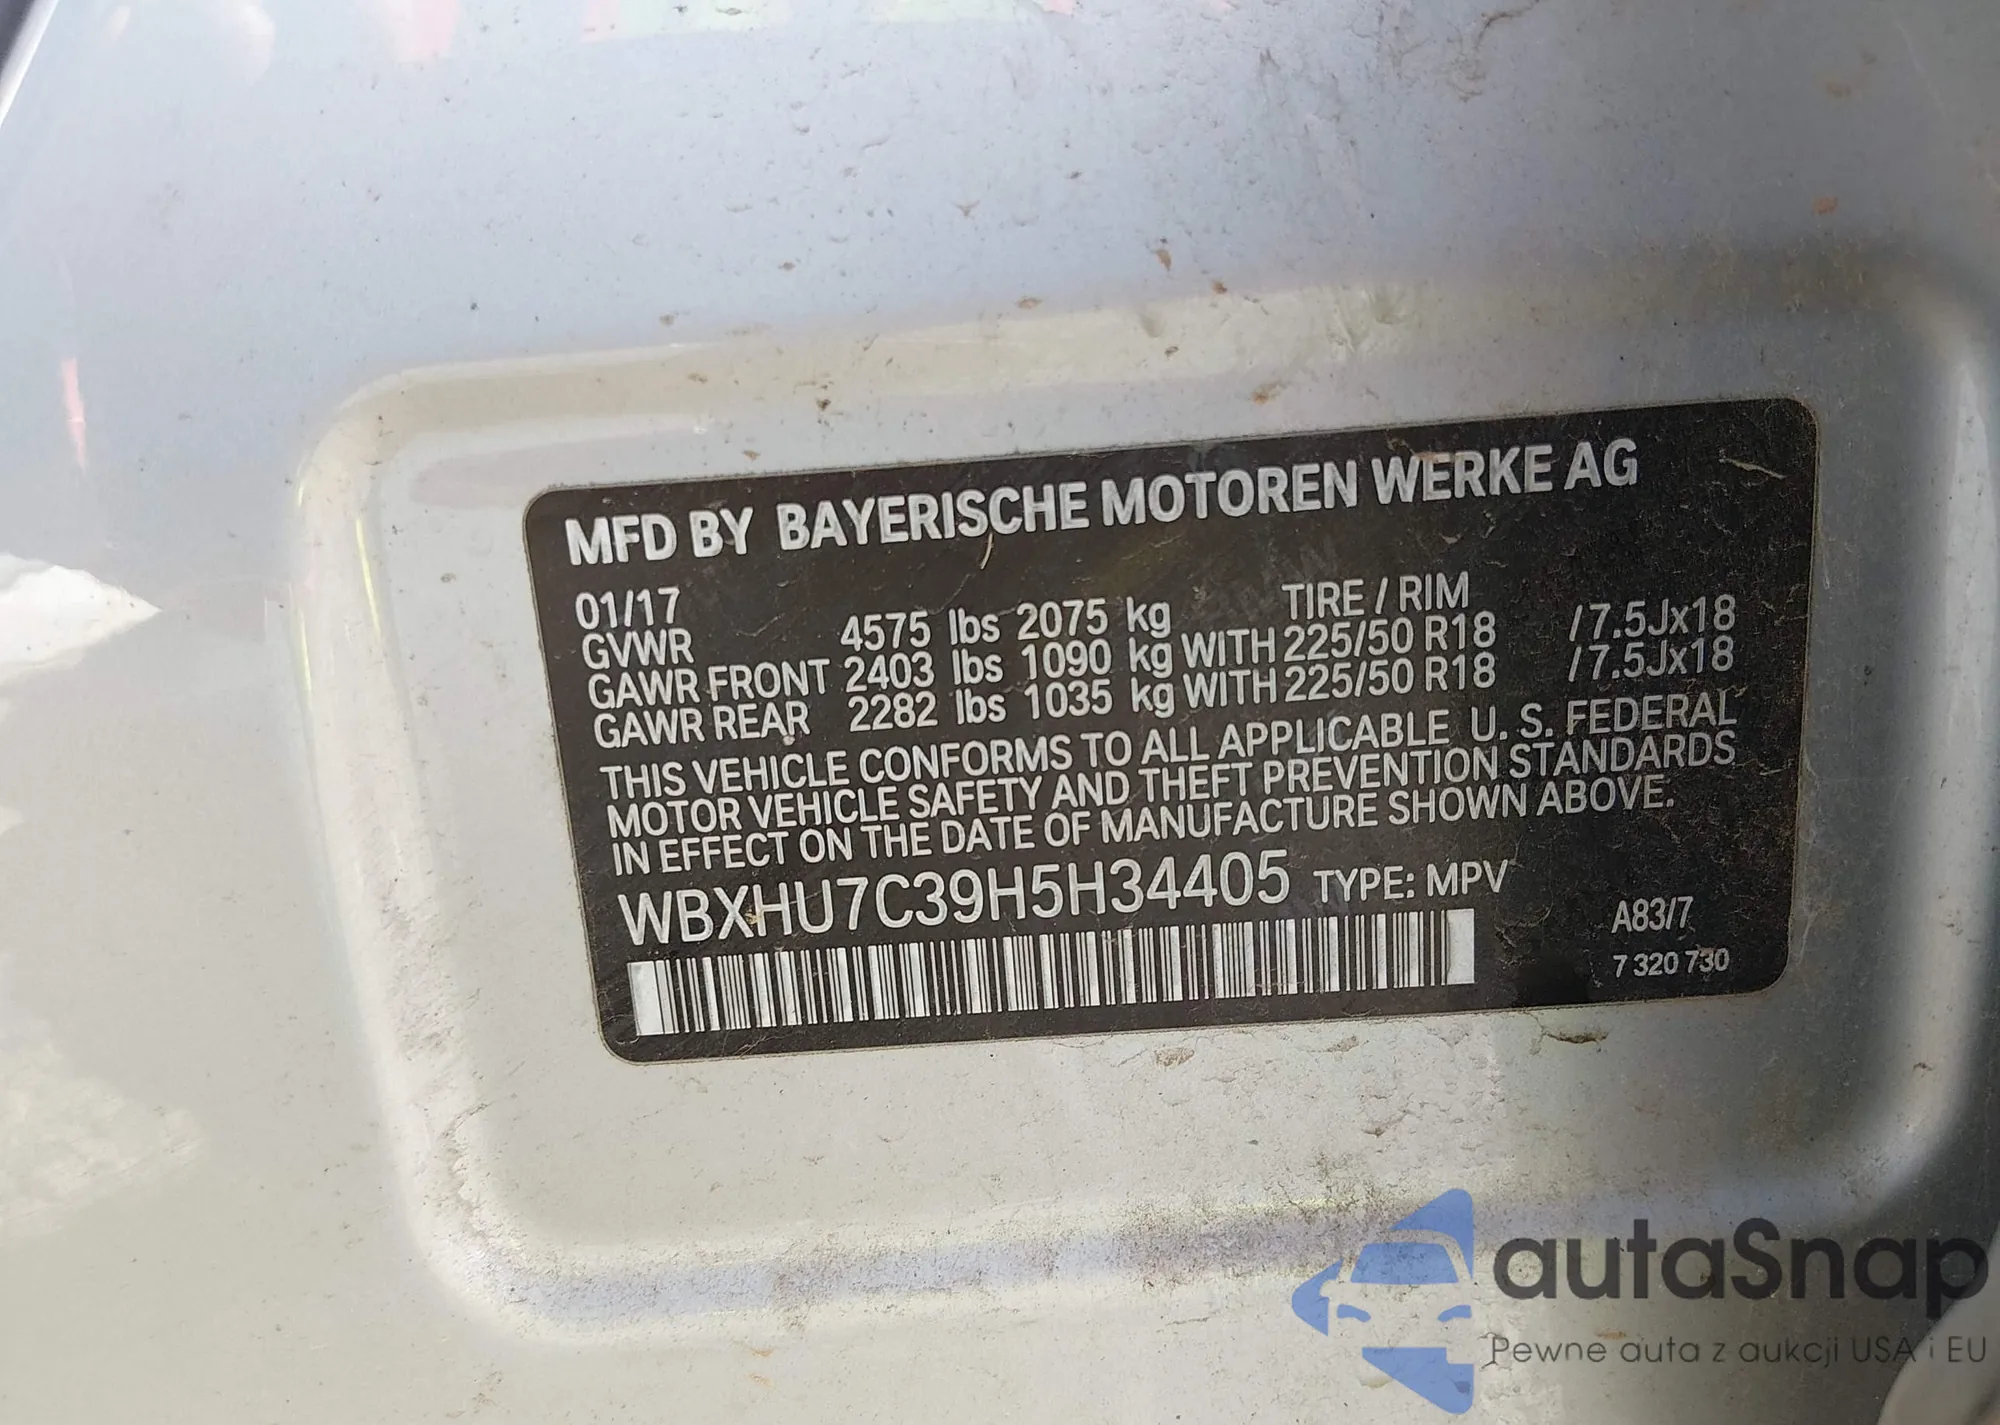 MFD BY BAYERISCHE MOTOREN WERKE AG
01/17 TIRE / RIM
GVWR 4575 lbs 2075 kg
GAWR FRONT 2403 lbs 1090 kg WITH 225/50 R18 /7.5Jx18
GAWR REAR 2282 lbs 1035 kg WITH 225/50 R18 /7.5Jx18
THIS VEHICLE CONFORMS TO ALL APPLICABLE U. S. FEDERAL
MOTOR VEHICLE SAFETY AND THEFT PREVENTION STANDARDS
IN EFFECT ON THE DATE OF MANUFACTURE SHOWN ABOVE.
WBXHU7C39H5H34405 TYPE: MPV
A83/7
7 320 730
autaSnap
Pewne auta z aukcji USA i EU